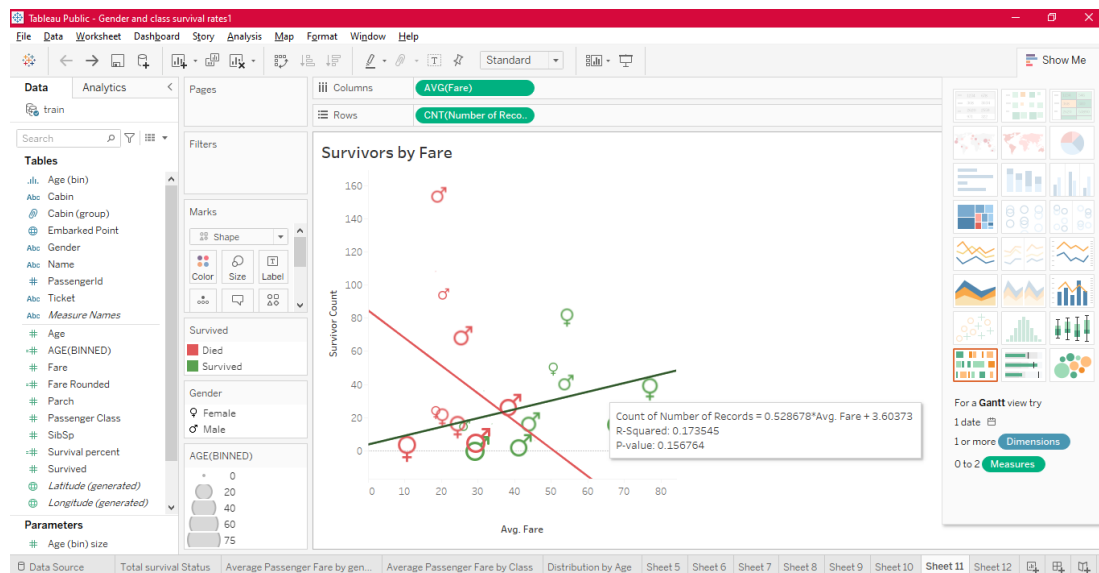 Tableau Public - Gender and class survival rates1
File Data Worksheet Dashboard Story Analysis Map Format Window Help
Standard
Show Me
Data Analytics
train
Search
Tables
Age (bin)
Abc Cabin
Cabin (group)
Embarked Point
Abc Gender
Abc Name
# PassengerId
Abc Ticket
Abc Measure Names
# Age
=# AGE(BINNED)
# Fare
=# Fare Rounded
# Parch
# Passenger Class
# SibSp
=# Survival percent
# Survived
Latitude (generated)
Longitude (generated)
Parameters
# Age (bin) size
Pages
Filters
Marks
Shape
Color Size Label
Survived
Died
Survived
Gender
♀ Female
♂ Male
AGE(BINNED)
0
20
40
60
75
Columns AVG(Fare)
Rows CNT(Number of Reco..
Survivors by Fare
Survivor Count
160
140
120
100
80
60
40
20
0
0 10 20 30 40 50 60 70 80
Avg. Fare
Count of Number of Records = 0.528678*Avg. Fare + 3.60373
R-Squared: 0.173545
P-value: 0.156764
For a Gantt view try
1 date
1 or more Dimensions
0 to 2 Measures
Data Source Total survival Status Average Passenger Fare by gen... Average Passenger Fare by Class Distribution by Age Sheet 5 Sheet 6 Sheet 7 Sheet 8 Sheet 9 Sheet 10 Sheet 11 Sheet 12